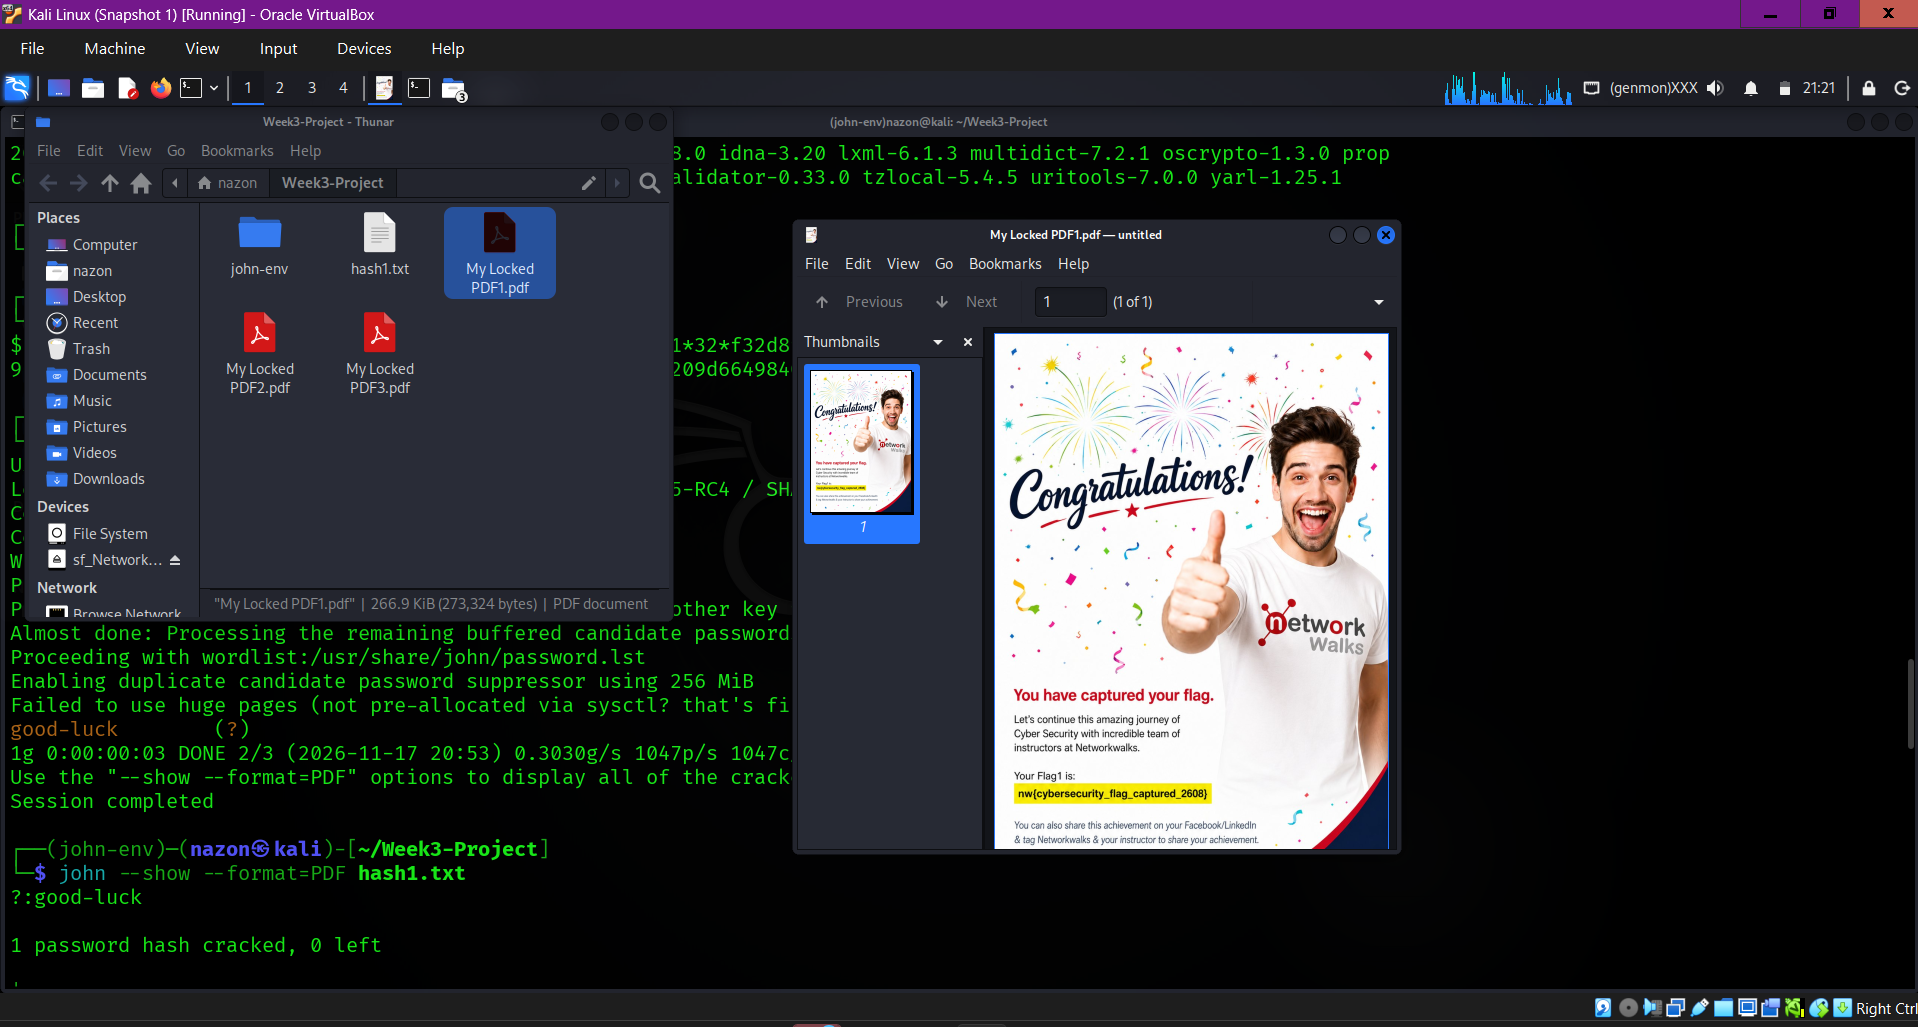 Kali Linux (Snapshot 1) [Running] - Oracle VirtualBox
File Machine View Input Devices Help
1 2 3 4 3 (genmon)XXX 21:21
Week3-Project - Thunar
File Edit View Go Bookmarks Help
nazon Week3-Project
Places
Computer
nazon
Desktop
Recent
Trash
Documents
Music
Pictures
Videos
Downloads
Devices
File System
sf_Network...
Network
Browse Network
john-env
hash1.txt
My Locked
PDF1.pdf
My Locked
PDF2.pdf
My Locked
PDF3.pdf
"My Locked PDF1.pdf" | 266.9 KiB (273,324 bytes) | PDF document
(john-env)nazon@kali: ~/Week3-Project
8.0 idna-3.20 lxml-6.1.3 multidict-7.2.1 oscrypto-1.3.0 prop
alidator-0.33.0 tzlocal-5.4.5 uritools-7.0.0 yarl-1.25.1
$ 1*32*f32d8
9 209d66498
5-RC4 / SH
other key
Almost done: Processing the remaining buffered candidate password
Proceeding with wordlist:/usr/share/john/password.lst
Enabling duplicate candidate password suppressor using 256 MiB
Failed to use huge pages (not pre-allocated via sysctl? that's fi
good-luck (?)
1g 0:00:00:03 DONE 2/3 (2026-11-17 20:53) 0.3030g/s 1047p/s 1047c
Use the "--show --format=PDF" options to display all of the crack
Session completed
(john-env)-(nazon㉿kali)-[~/Week3-Project]
$ john --show --format=PDF hash1.txt
?:good-luck
1 password hash cracked, 0 left
My Locked PDF1.pdf — untitled
File Edit View Go Bookmarks Help
Previous Next 1 (1 of 1)
Thumbnails
1
Congratulations!
network
Walks
You have captured your flag.
Let's continue this amazing journey of
Cyber Security with incredible team of
instructors at Networkwalks.
Your Flag1 is:
nw{cybersecurity_flag_captured_2608}
You can also share this achievement on your Facebook/LinkedIn
& tag Networkwalks & your instructor to share your achievement.
Right Ctrl